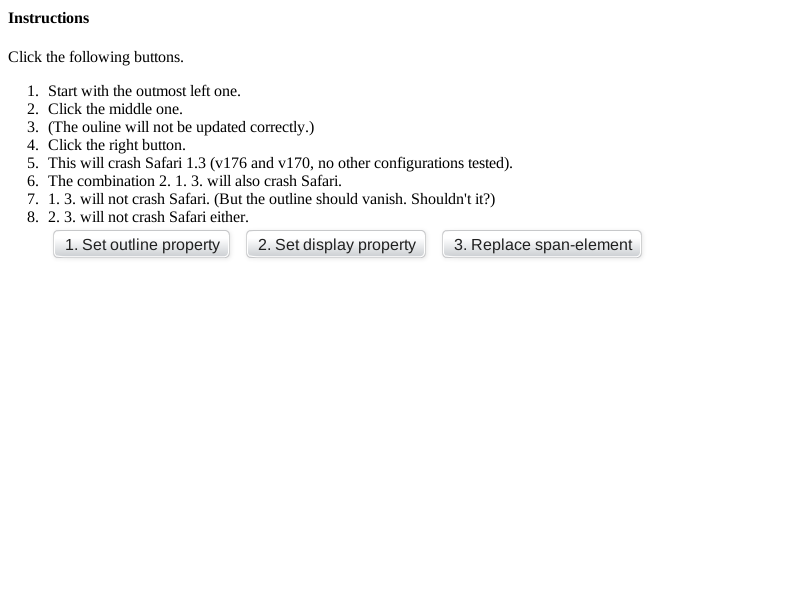 Instructions
Click the following buttons.
1. Start with the outmost left one.
2. Click the middle one.
3. (The ouline will not be updated correctly.)
4. Click the right button.
5. This will crash Safari 1.3 (v176 and v170, no other configurations tested).
6. The combination 2. 1. 3. will also crash Safari.
7. 1. 3. will not crash Safari. (But the outline should vanish. Shouldn't it?)
8. 2. 3. will not crash Safari either.
1. Set outline property 2. Set display property 3. Replace span-element